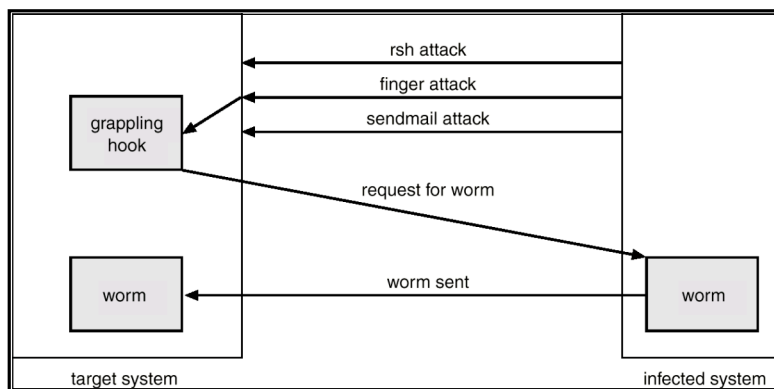 rsh attack
finger attack
grappling
hook
sendmail attack
request for worm
worm
worm sent
worm
target system
infected system